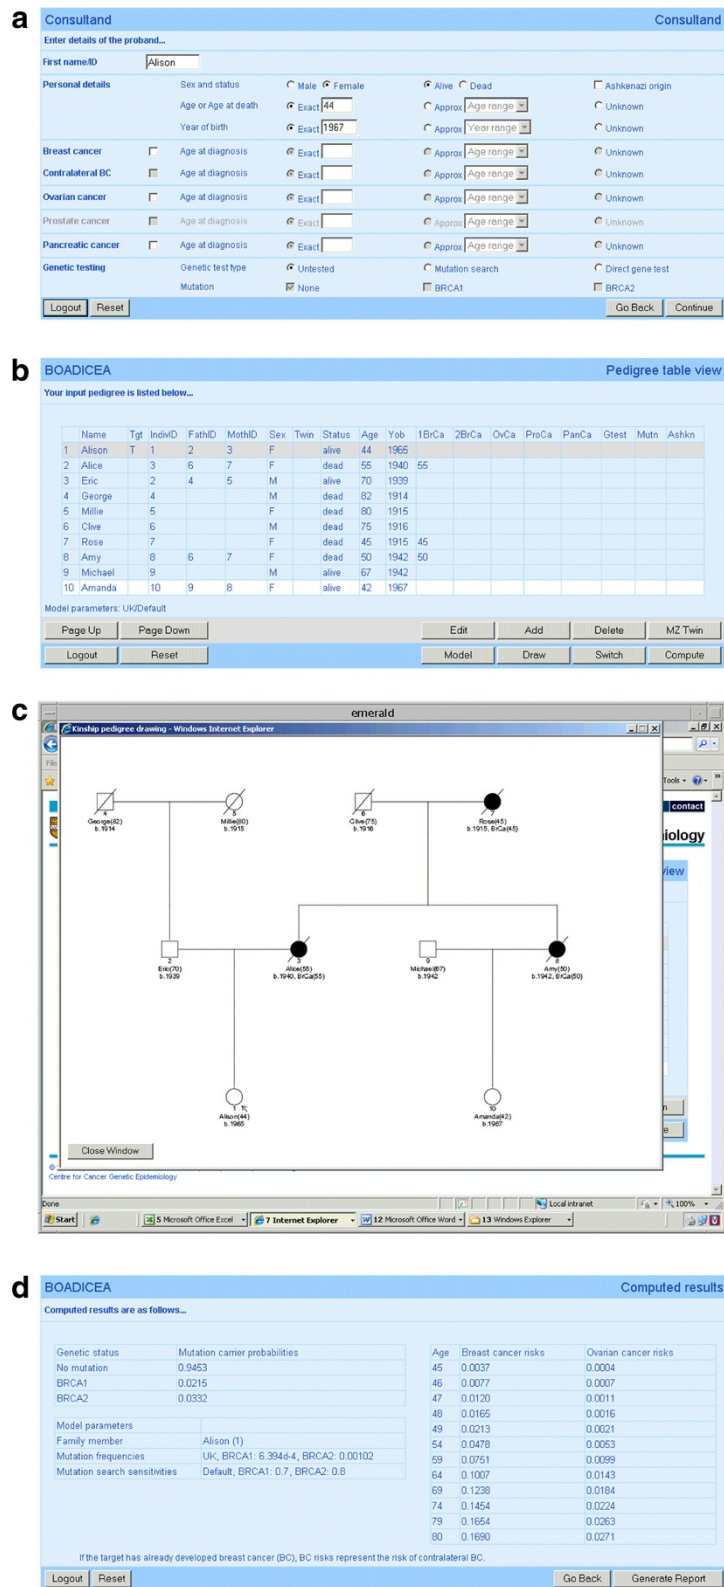 a
Consultand Consultand
Enter details of the proband...
First name/ID Alison
Personal details Sex and status Male Female Alive Dead Ashkenazi origin
Age or Age at death Exact 44 Approx Age range Unknown
Year of birth Exact 1967 Approx Year range Unknown
Breast cancer Age at diagnosis Exact Approx Age range Unknown
Contralateral BC Age at diagnosis Exact Approx Age range Unknown
Ovarian cancer Age at diagnosis Exact Approx Age range Unknown
Prostate cancer Age at diagnosis Exact Approx Age range Unknown
Pancreatic cancer Age at diagnosis Exact Approx Age range Unknown
Genetic testing Genetic test type Untested Mutation search Direct gene test
Mutation None BRCA1 BRCA2
Logout Reset Go Back Continue
b
BOADICEA Pedigree table view
Your input pedigree is listed below...
Name Tgt IndivID FathID MothID Sex Twin Status Age Yob 1BrCa 2BrCa OvCa ProCa PanCa Gtest Mutn Ashkn
1 Alison T 1 2 3 F alive 44 1965
2 Alice 3 6 7 F dead 55 1940 55
3 Eric 2 4 5 M alive 70 1939
4 George 4 M dead 82 1914
5 Millie 5 F dead 80 1915
6 Clive 6 M dead 75 1916
7 Rose 7 F dead 45 1915 45
8 Amy 8 6 7 F dead 50 1942 50
9 Michael 9 M alive 67 1942
10 Amanda 10 9 8 F alive 42 1967
Model parameters: UK/Default
Page Up Page Down Edit Add Delete MZ Twin
Logout Reset Model Draw Switch Compute
c
emerald
Kinship pedigree drawing - Windows Internet Explorer
File
Tools
contact
iology
view
4 5 6 7
George(82) Millie(80) Clive(75) Rose(45)
b.1914 b.1915 b.1916 b.1915, BrCa(45)
2 3 9 8
Eric(70) Alice(55) Michael(67) Amy(50)
b.1939 b.1940, BrCa(55) b.1942 b.1942, BrCa(50)
1 10
Alison(44) Amanda(42)
b.1965 b.1967
Close Window
Centre for Cancer Genetic Epidemiology
Done Local intranet 100%
Start 5 Microsoft Office Excel 7 Internet Explorer 12 Microsoft Office Word 13 Windows Explorer
d
BOADICEA Computed results
Computed results are as follows...
Genetic status Mutation carrier probabilities
No mutation 0.9453
BRCA1 0.0215
BRCA2 0.0332
Model parameters
Family member Alison (1)
Mutation frequencies UK, BRCA1: 6.394d-4, BRCA2: 0.00102
Mutation search sensitivities Default, BRCA1: 0.7, BRCA2: 0.8
Age Breast cancer risks Ovarian cancer risks
45 0.0037 0.0004
46 0.0077 0.0007
47 0.0120 0.0011
48 0.0165 0.0016
49 0.0213 0.0021
54 0.0478 0.0053
59 0.0751 0.0099
64 0.1007 0.0143
69 0.1238 0.0184
74 0.1454 0.0224
79 0.1654 0.0263
80 0.1690 0.0271
If the target has already developed breast cancer (BC), BC risks represent the risk of contralateral BC.
Logout Reset Go Back Generate Report